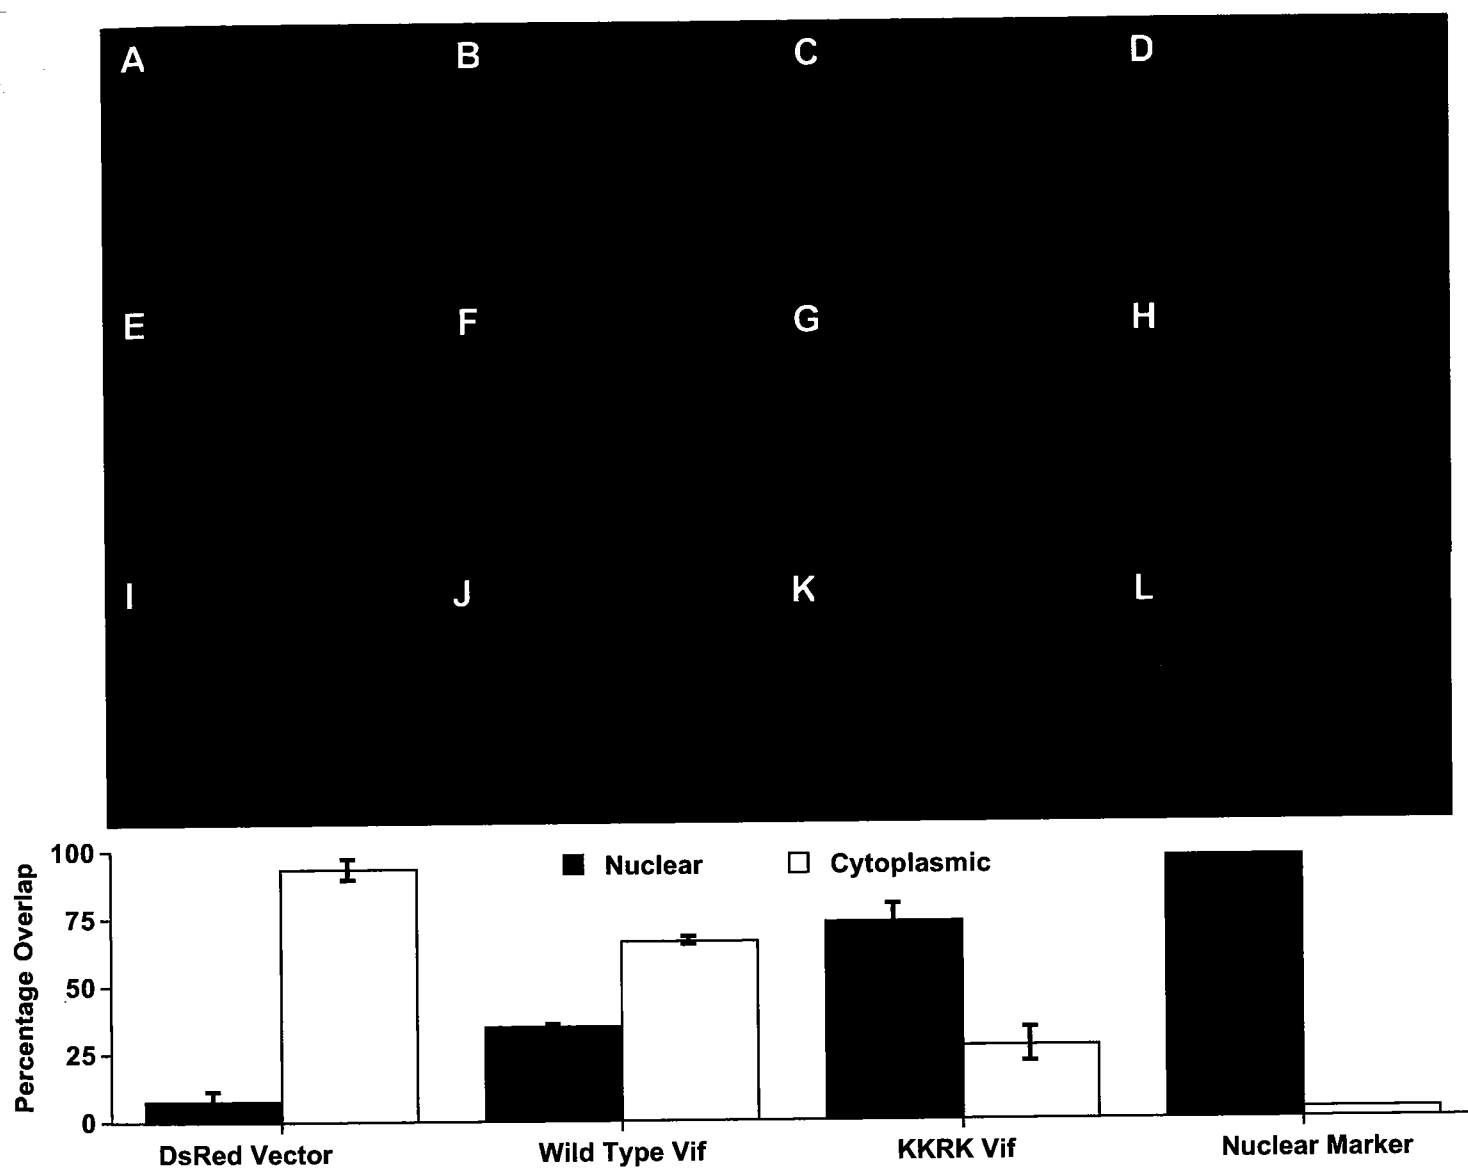 A B C D
E F G H
I J K L
Nuclear Cytoplasmic
100
75
50
25
0
Percentage Overlap
DsRed Vector Wild Type Vif KKRK Vif Nuclear Marker